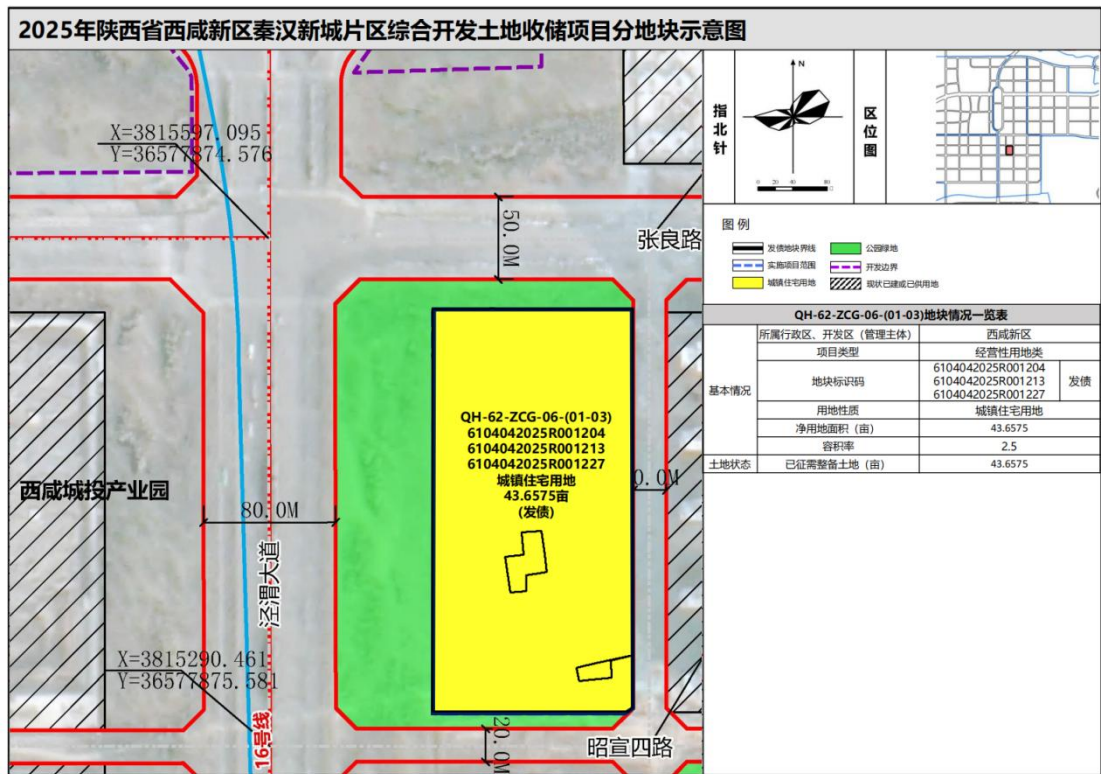 2025年陕西省西咸新区秦汉新城片区综合开发土地收储项目分地块示意图
X=3815597.095
Y=36577874.576
50.0M
张良路
QH-62-ZCG-06-(01-03)
6104042025R001204
6104042025R001213
6104042025R001227
城镇住宅用地
43.6575亩
(发债)
0.0M
西咸城投产业园
80.0M
泾渭大道
X=3815290.461
Y=36577875.581
16号线
20.0M
昭宣四路
指北针
N
0 20 40 80
区位图
图 例
发债地块界线
公园绿地
实施项目范围
开发边界
城镇住宅用地
现状已建或已供用地
QH-62-ZCG-06-(01-03)地块情况一览表
基本情况
所属行政区、开发区（管理主体） 西咸新区
项目类型 经营性用地类
地块标识码
6104042025R001204
6104042025R001213
6104042025R001227
发债
用地性质 城镇住宅用地
净用地面积（亩） 43.6575
容积率 2.5
土地状态 已征需整备土地（亩） 43.6575